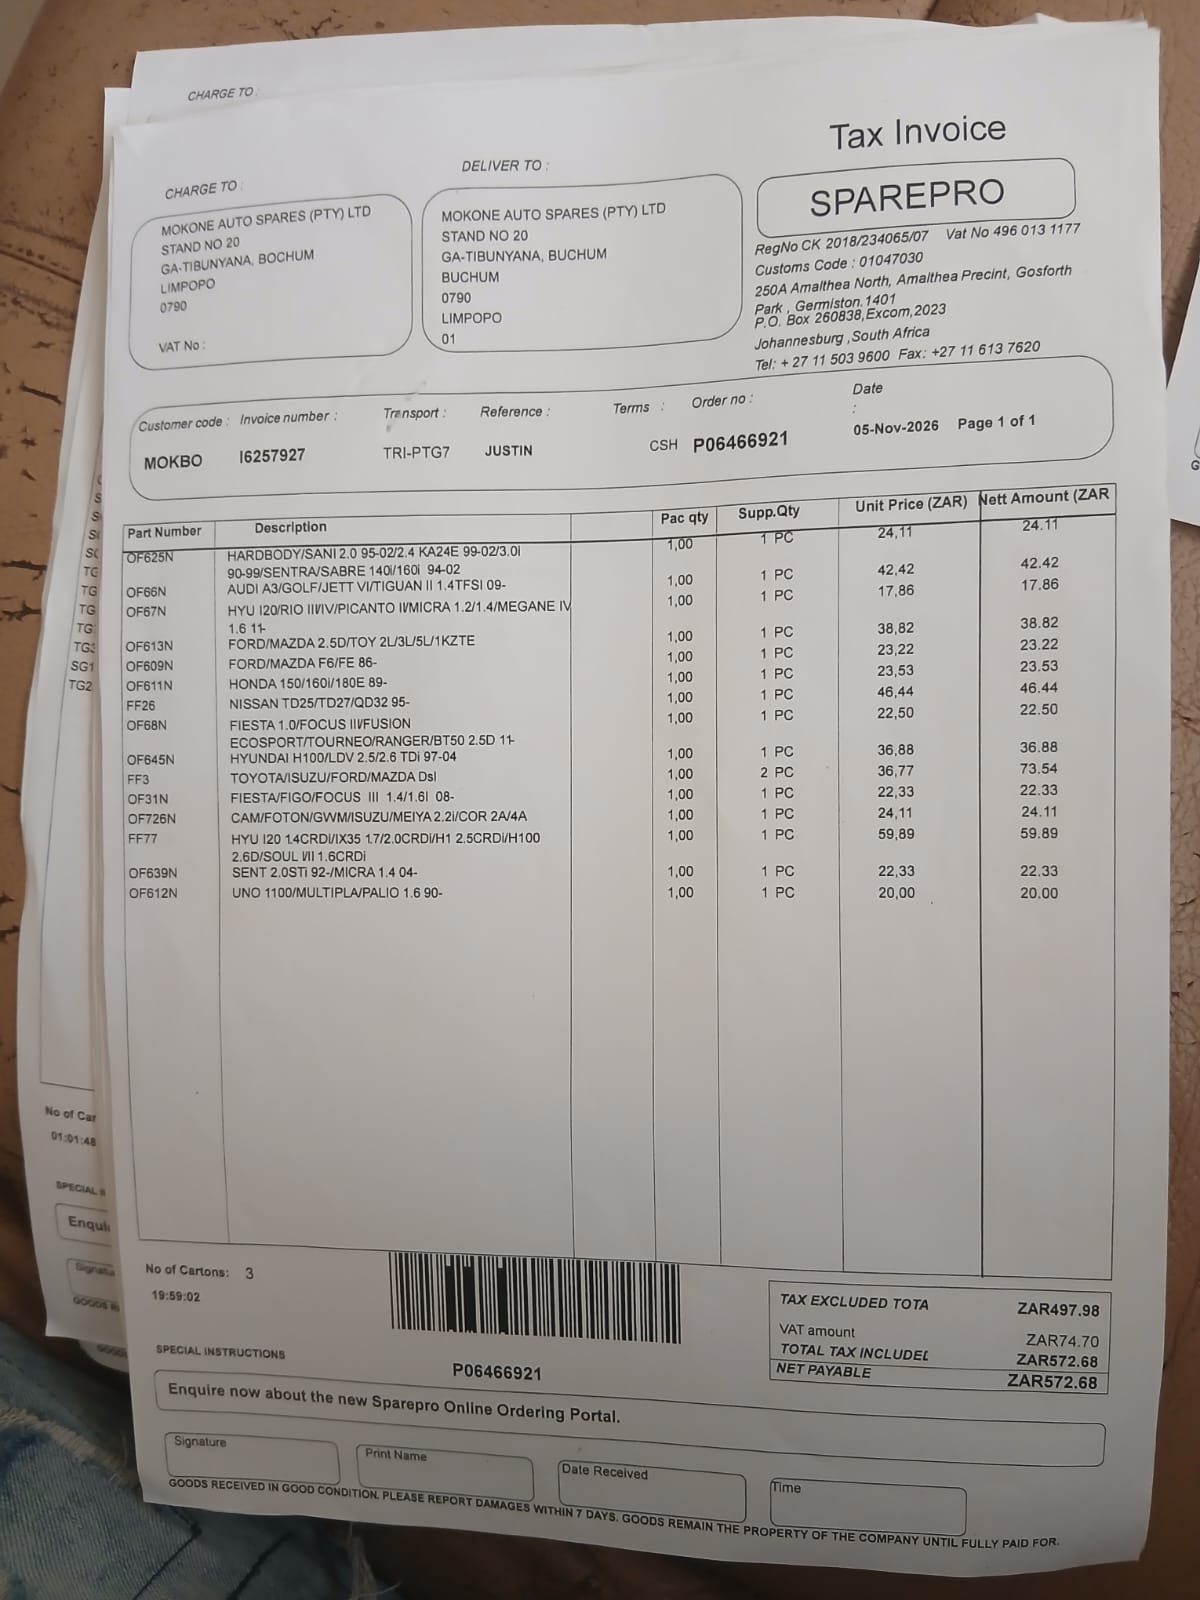 CHARGE TO :
Tax Invoice
CHARGE TO :
MOKONE AUTO SPARES (PTY) LTD
STAND NO 20
GA-TIBUNYANA, BOCHUM
LIMPOPO
0790
VAT No :
DELIVER TO :
MOKONE AUTO SPARES (PTY) LTD
STAND NO 20
GA-TIBUNYANA, BUCHUM
BUCHUM
0790
LIMPOPO
01
SPAREPRO
RegNo CK 2018/234065/07 Vat No 496 013 1177
Customs Code : 01047030
250A Amalthea North, Amalthea Precint, Gosforth
Park , Germiston.1401
P.O. Box 260838,Excom,2023
Johannesburg ,South Africa
Tel: + 27 11 503 9600 Fax: +27 11 613 7620
Customer code : Invoice number : Transport : Reference : Terms : Order no : Date :
MOKBO I6257927 TRI-PTG7 JUSTIN CSH P06466921 05-Nov-2026 Page 1 of 1
Part Number Description Pac qty Supp.Qty Unit Price (ZAR) Nett Amount (ZAR
OF625N HARDBODY/SANI 2.0 95-02/2.4 KA24E 99-02/3.0i 1,00 1 PC 24,11 24.11
90-99/SENTRA/SABRE 140i/160i 94-02
OF66N AUDI A3/GOLF/JETT VI/TIGUAN II 1.4TFSI 09- 1,00 1 PC 42,42 42.42
OF67N HYU I20/RIO III/IV/PICANTO II/MICRA 1.2/1.4/MEGANE IV 1,00 1 PC 17,86 17.86
1.6 11-
OF613N FORD/MAZDA 2.5D/TOY 2L/3L/5L/1KZTE 1,00 1 PC 38,82 38.82
OF609N FORD/MAZDA F6/FE 86- 1,00 1 PC 23,22 23.22
OF611N HONDA 150/160i/180E 89- 1,00 1 PC 23,53 23.53
FF26 NISSAN TD25/TD27/QD32 95- 1,00 1 PC 46,44 46.44
OF68N FIESTA 1.0/FOCUS II/FUSION 1,00 1 PC 22,50 22.50
ECOSPORT/TOURNEO/RANGER/BT50 2.5D 11-
OF645N HYUNDAI H100/LDV 2.5/2.6 TDi 97-04 1,00 1 PC 36,88 36.88
FF3 TOYOTA/ISUZU/FORD/MAZDA Dsl 1,00 2 PC 36,77 73.54
OF31N FIESTA/FIGO/FOCUS III 1.4/1.6I 08- 1,00 1 PC 22,33 22.33
OF726N CAM/FOTON/GWM/ISUZU/MEIYA 2.2i/COR 2A/4A 1,00 1 PC 24,11 24.11
FF77 HYU I20 1.4CRDI/IX35 1.7/2.0CRDi/H1 2.5CRDI/H100 1,00 1 PC 59,89 59.89
2.6D/SOUL I/II 1.6CRDi
OF639N SENT 2.0STi 92-/MICRA 1.4 04- 1,00 1 PC 22,33 22.33
OF612N UNO 1100/MULTIPLA/PALIO 1.6 90- 1,00 1 PC 20,00 20.00
No of Cartons: 3
19:59:02
P06466921
TAX EXCLUDED TOTA ZAR497.98
VAT amount ZAR74.70
TOTAL TAX INCLUDED ZAR572.68
NET PAYABLE ZAR572.68
SPECIAL INSTRUCTIONS
Enquire now about the new Sparepro Online Ordering Portal.
Signature
Print Name
Date Received
Time
GOODS RECEIVED IN GOOD CONDITION. PLEASE REPORT DAMAGES WITHIN 7 DAYS. GOODS REMAIN THE PROPERTY OF THE COMPANY UNTIL FULLY PAID FOR.
TG
TG
TG
SG1
TG2
No of Car
01:01:48
SPECIAL
Enqui
Signatu
GOODS